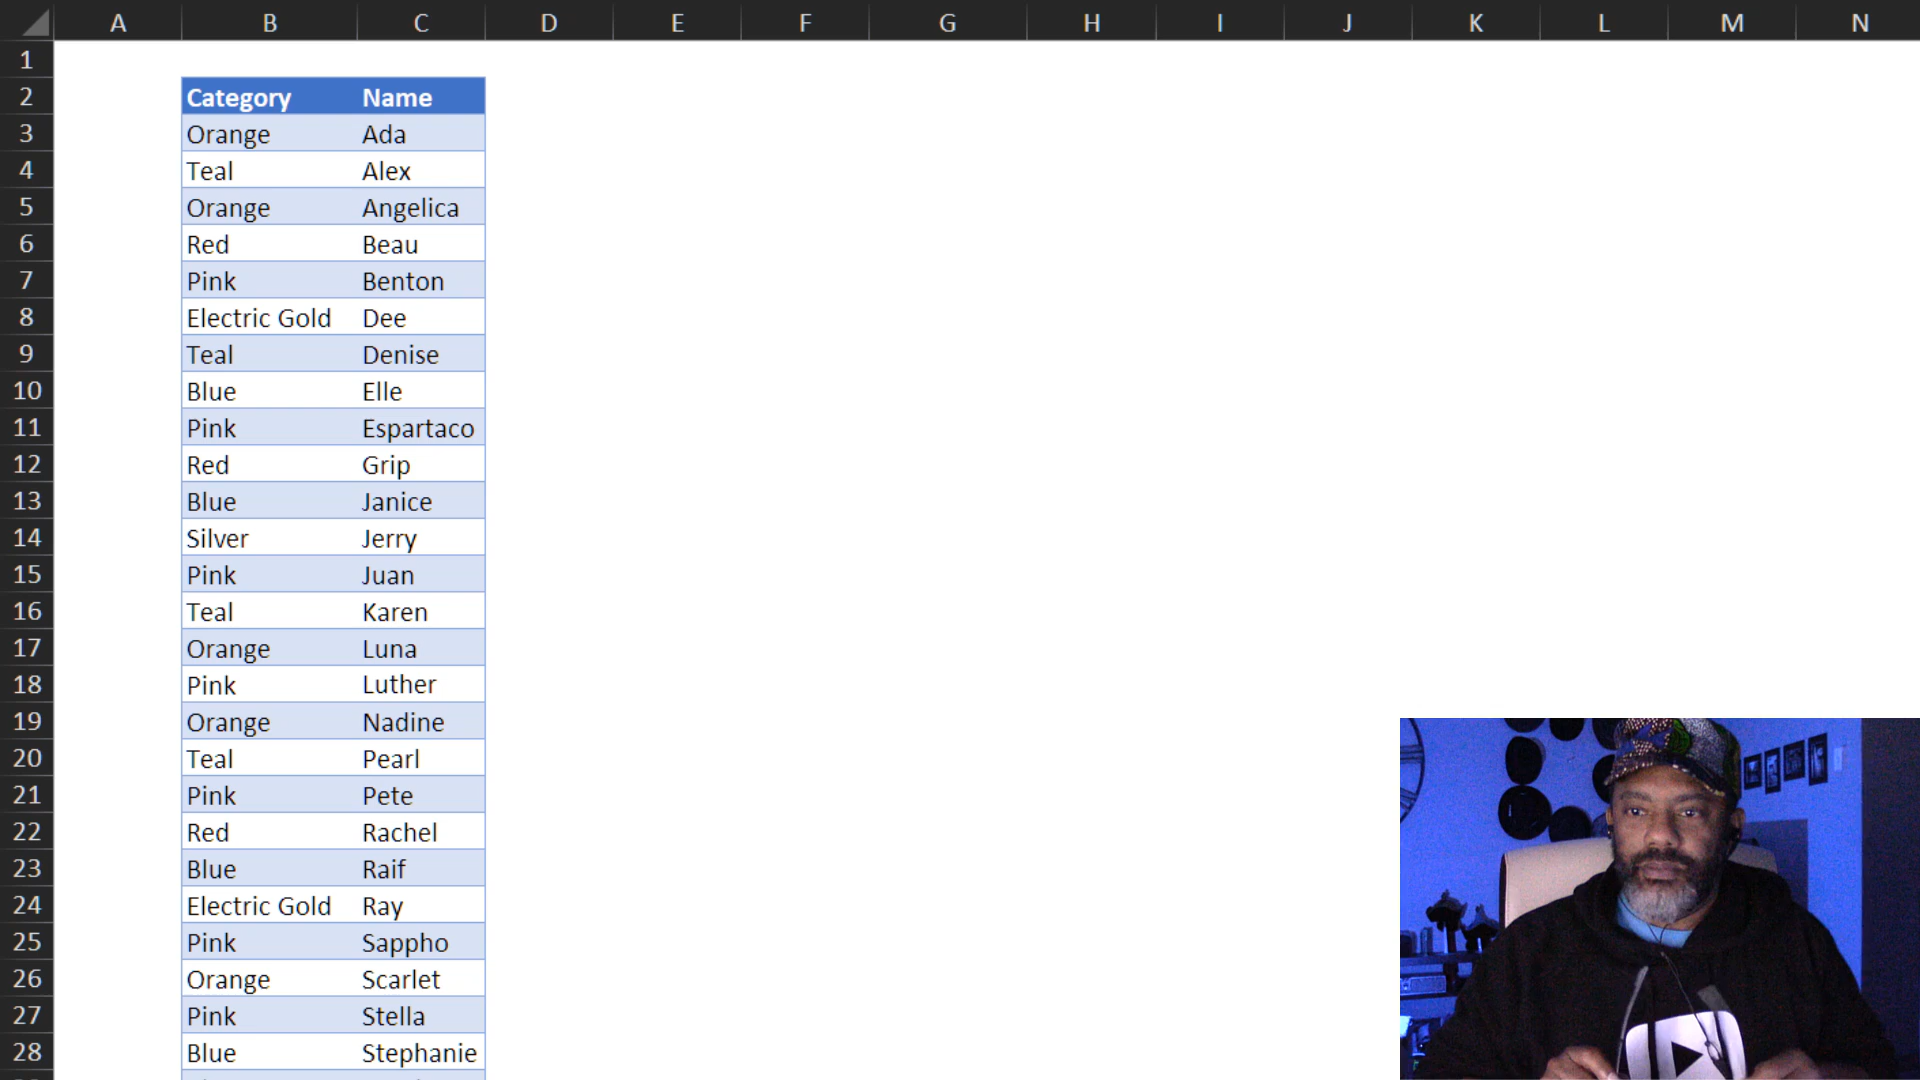 A B C D E F G H I J K L M N
1
2 Category Name
3 Orange Ada
4 Teal Alex
5 Orange Angelica
6 Red Beau
7 Pink Benton
8 Electric Gold Dee
9 Teal Denise
10 Blue Elle
11 Pink Espartaco
12 Red Grip
13 Blue Janice
14 Silver Jerry
15 Pink Juan
16 Teal Karen
17 Orange Luna
18 Pink Luther
19 Orange Nadine
20 Teal Pearl
21 Pink Pete
22 Red Rachel
23 Blue Raif
24 Electric Gold Ray
25 Pink Sappho
26 Orange Scarlet
27 Pink Stella
28 Blue Stephanie